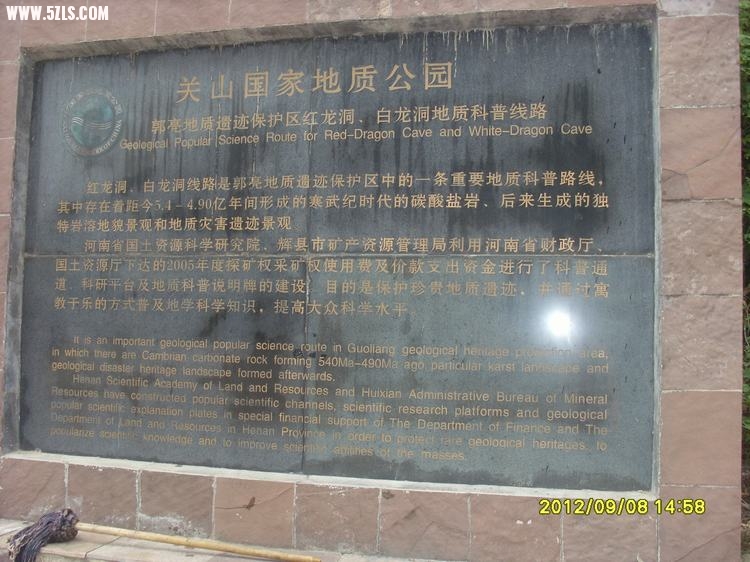 WWW.5ZLS.COM
关山国家地质公园
郭亮地质遗迹保护区红龙洞、白龙洞地质科普线路
Geological Popular Science Route for Red-Dragon Cave and White-Dragon Cave
红龙洞、白龙洞线路是郭亮地质遗迹保护区中的一条重要地质科普路线，
其中存在着距今5.4-4.90亿年间形成的寒武纪时代的碳酸盐岩、后来生成的独
特岩溶地貌景观和地质灾害遗迹景观。
河南省国土资源科学研究院、辉县市矿产资源管理局利用河南省财政厅、
国土资源厅下达的2005年度探矿权采矿权使用费及价款支出资金进行了科普通
道、科研平台及地质科普说明牌的建设，目的是保护珍贵地质遗迹，并通过寓
教于乐的方式普及地学科学知识，提高大众科学水平。
It is an important geological popular science route in Guoliang geological heritage protection area,
in which there are Cambrian carbonate rock forming 540Ma-490Ma ago, particular karst landscape and
geological disaster heritage landscape formed afterwards.
Henan Scientific Academy of Land and Resources and Huixian Administrative Bureau of Mineral
Resources have constructed popular scientific channels, scientific research platforms and geological
popular scientific explanation plates in special financial support of The Department of Finance and The
Department of Land and Resources in Henan Province in order to protect rare geological heritages, to
popularize scientific knowledge and to improve scientific agilities of the masses.
2012/09/08 14:58